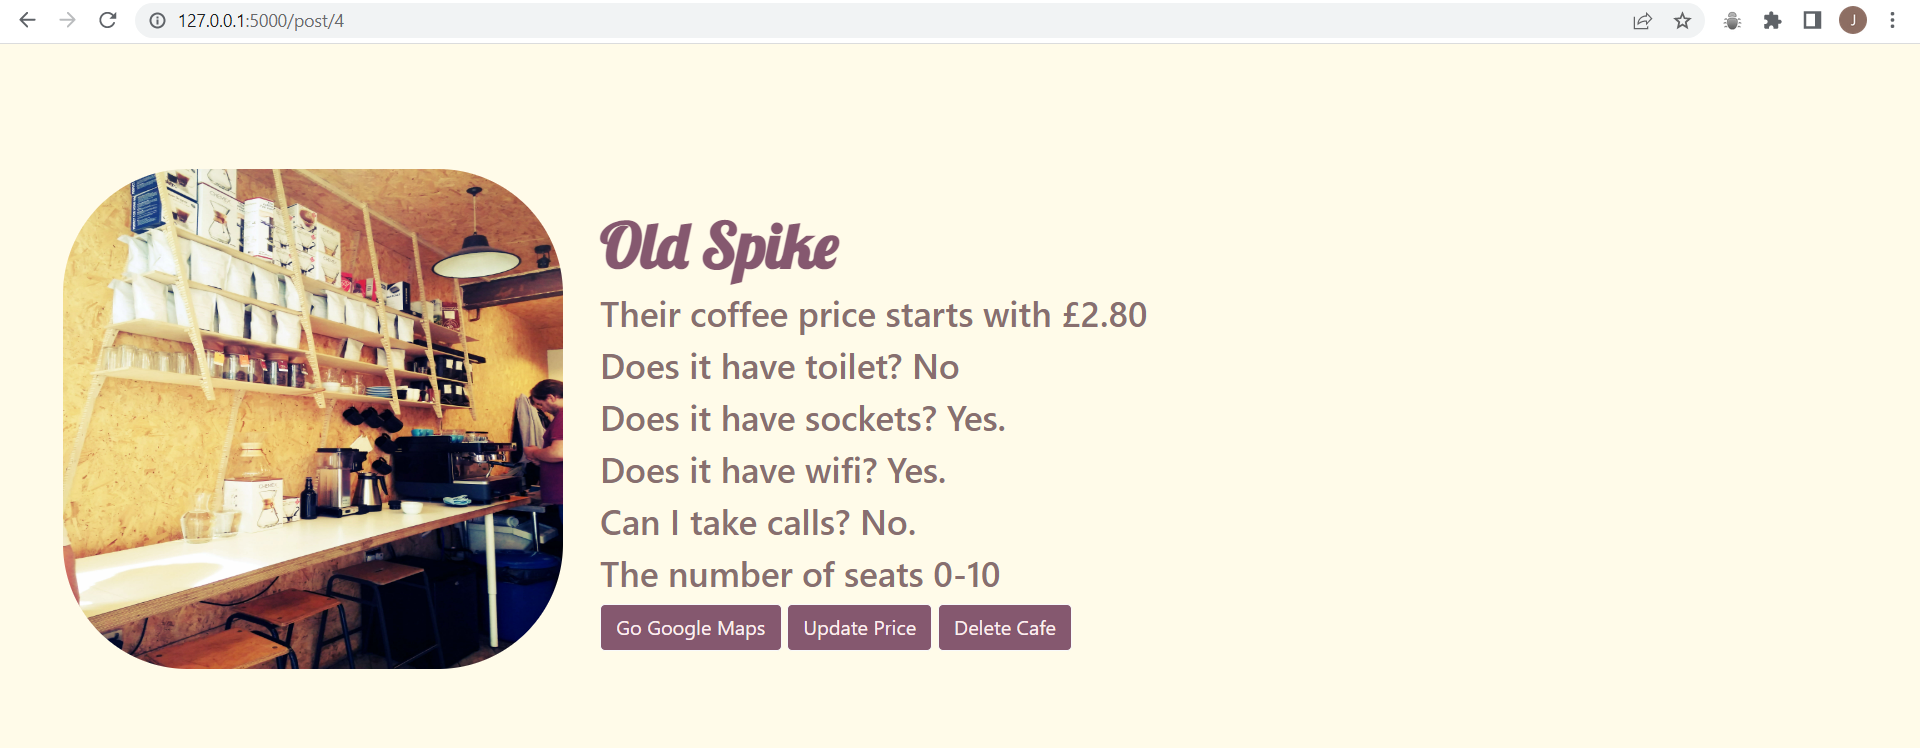 127.0.0.1:5000/post/4
J
Old Spike
Their coffee price starts with £2.80
Does it have toilet? No
Does it have sockets? Yes.
Does it have wifi? Yes.
Can I take calls? No.
The number of seats 0-10
Go Google Maps Update Price Delete Cafe